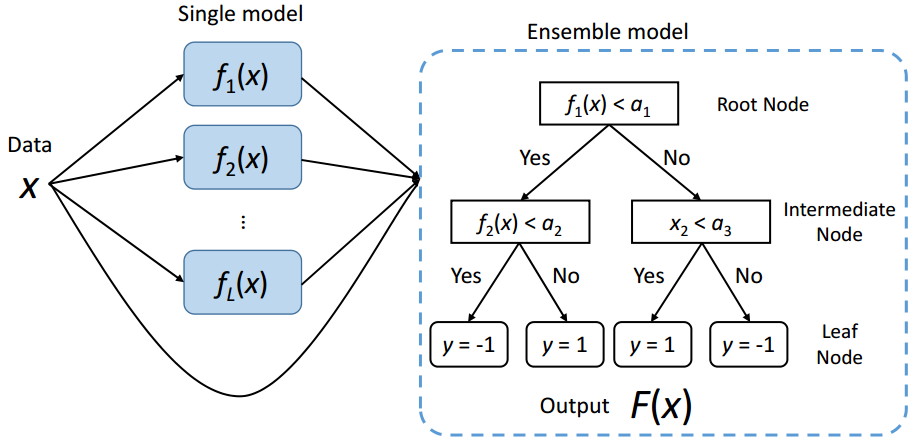 Single model
f1(x)
f2(x)
...
fL(x)
Data
X
Ensemble model
f1(x) < a1
Root Node
Yes
No
f2(x) < a2
x2 < a3
Intermediate
Node
Yes
No
Yes
No
y = -1
y = 1
y = 1
y = -1
Leaf
Node
Output F(x)